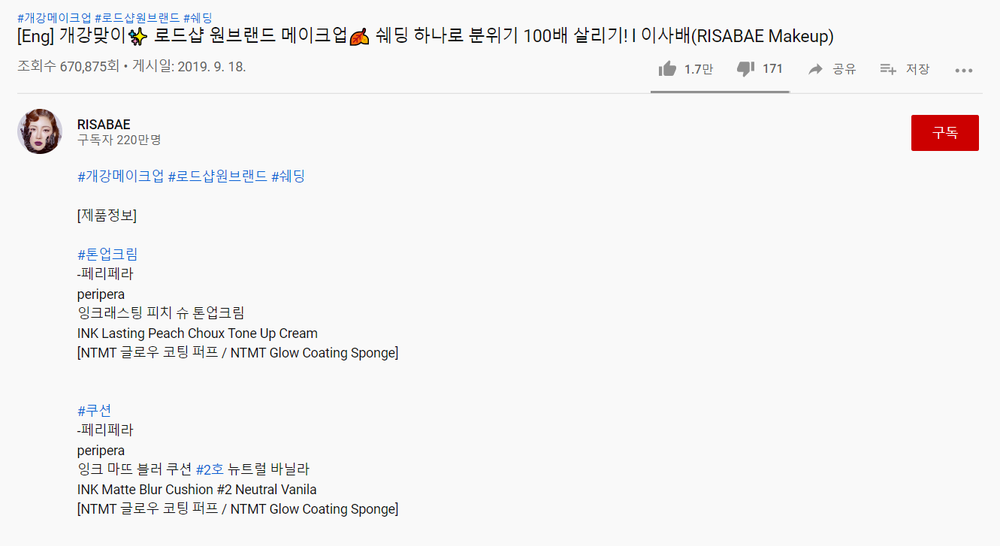 #개강메이크업 #로드샵원브랜드 #쉐딩
[Eng] 개강맞이✨ 로드샵 원브랜드 메이크업🍂 쉐딩 하나로 분위기 100배 살리기! l 이사배(RISABAE Makeup)
조회수 670,875회 • 게시일: 2019. 9. 18.
1.7만 171 공유 저장
RISABAE
구독자 220만명
구독
#개강메이크업 #로드샵원브랜드 #쉐딩
[제품정보]
#톤업크림
-페리페라
peripera
잉크래스팅 피치 슈 톤업크림
INK Lasting Peach Choux Tone Up Cream
[NTMT 글로우 코팅 퍼프 / NTMT Glow Coating Sponge]
#쿠션
-페리페라
peripera
잉크 마뜨 블러 쿠션 #2호 뉴트럴 바닐라
INK Matte Blur Cushion #2 Neutral Vanila
[NTMT 글로우 코팅 퍼프 / NTMT Glow Coating Sponge]